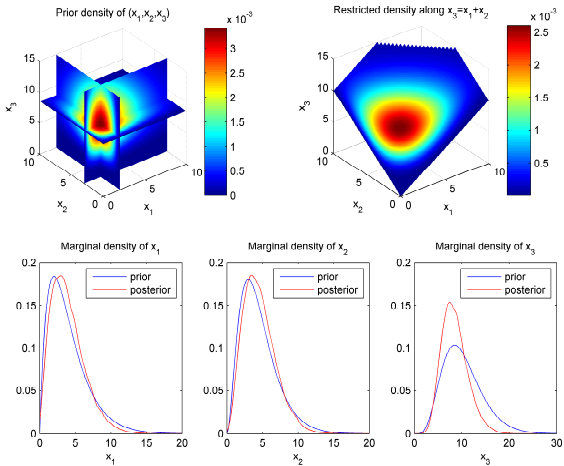 Prior density of (x1,x2,x3)
x 10^-3
15
10
5
0
x3
10
5
0
x2
0
5
10
x1
3.5
3
2.5
2
1.5
1
0.5
0
Restricted density along x3=x1+x2
x 10^-3
15
10
5
0
x3
10
5
0
x2
0
5
10
x1
2.5
2
1.5
1
0.5
Marginal density of x1
prior
posterior
0.2
0.15
0.1
0.05
0
0 5 10 15 20
x1
Marginal density of x2
prior
posterior
0.2
0.15
0.1
0.05
0
0 5 10 15 20
x2
Marginal density of x3
prior
posterior
0.2
0.15
0.1
0.05
0
0 10 20 30
x3